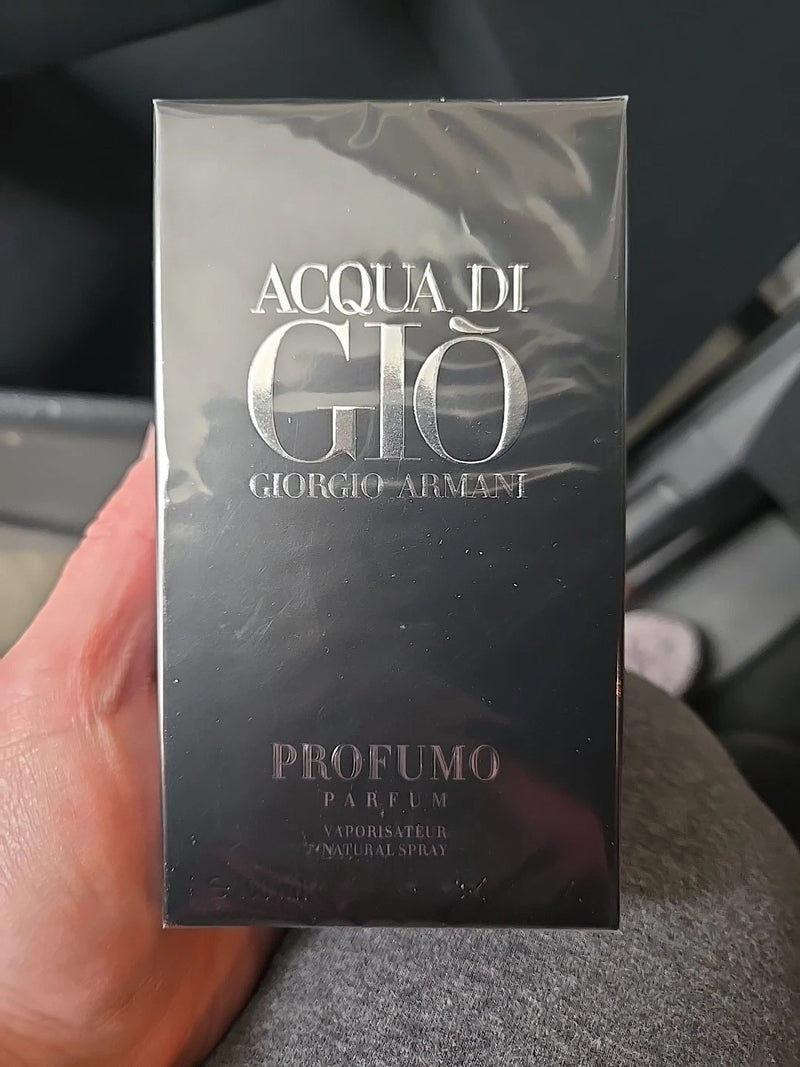 ACQUA DI
GIÒ
GIORGIO ARMANI
PROFUMO
PARFUM
VAPORISATEUR
NATURAL SPRAY